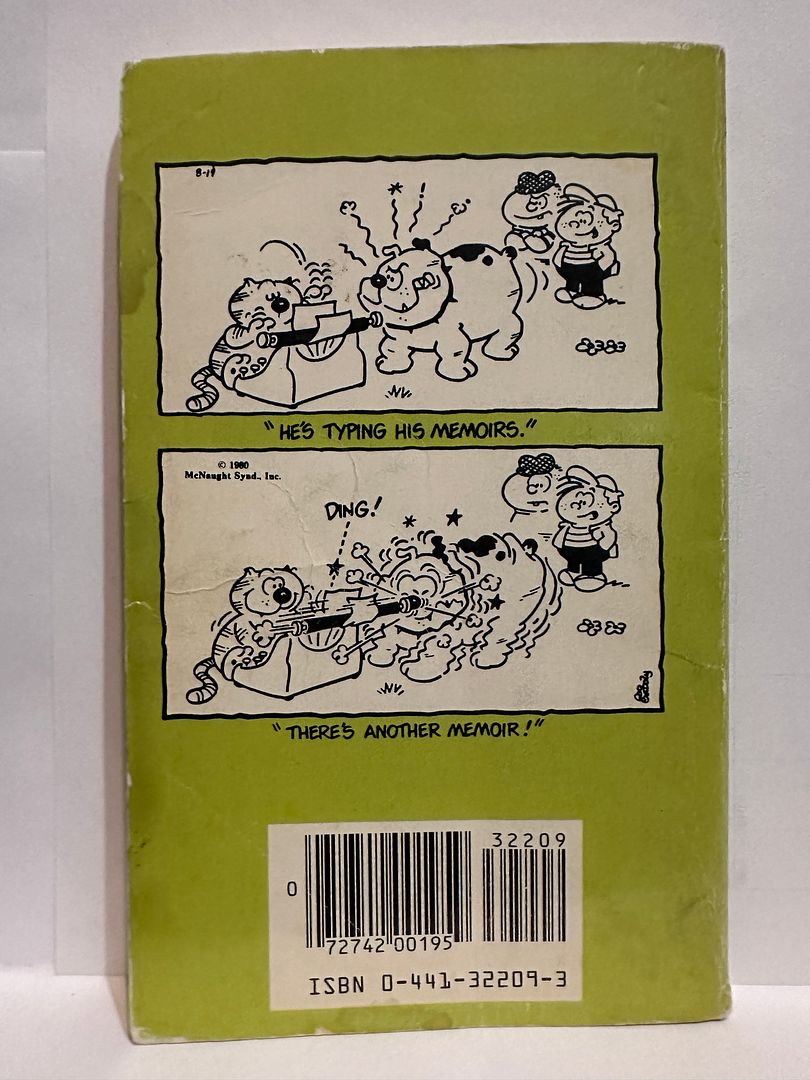 8-19
"HE'S TYPING HIS MEMOIRS."
© 1980
McNaught Synd., Inc.
DING!
"THERE'S ANOTHER MEMOIR!"
32209
0
72742 00195
ISBN 0-441-32209-3